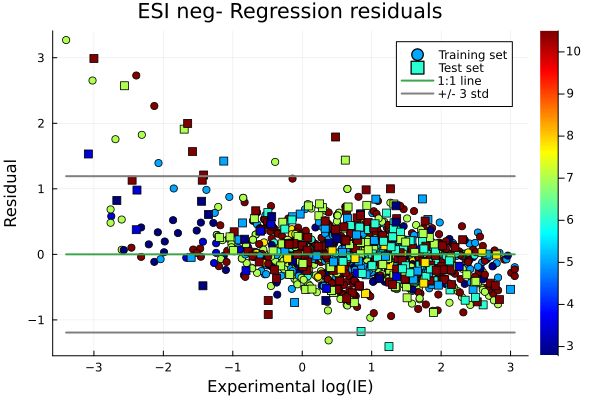 ESI neg- Regression residuals
Training set
Test set
1:1 line
+/- 3 std
Residual
3
2
1
0
−1
−3
−2
−1
0
1
2
3
Experimental log(IE)
10
9
8
7
6
5
4
3